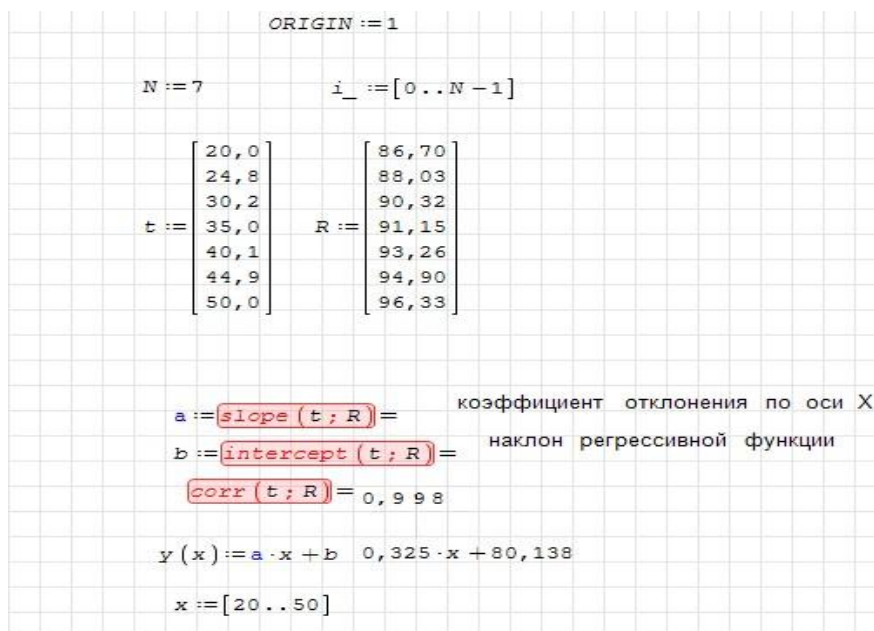 ORIGIN := 1
N := 7 i_ := [0..N−1]
t := [20,0 24,8 30,2 35,0 40,1 44,9 50,0] R := [86,70 88,03 90,32 91,15 93,26 94,90 96,33]
a := slope (t ; R) = коэффициент отклонения по оси X
b := intercept (t ; R) = наклон регрессивной функции
corr (t ; R) = 0,998
y (x) := a · x + b 0,325 · x + 80,138
x := [20..50]